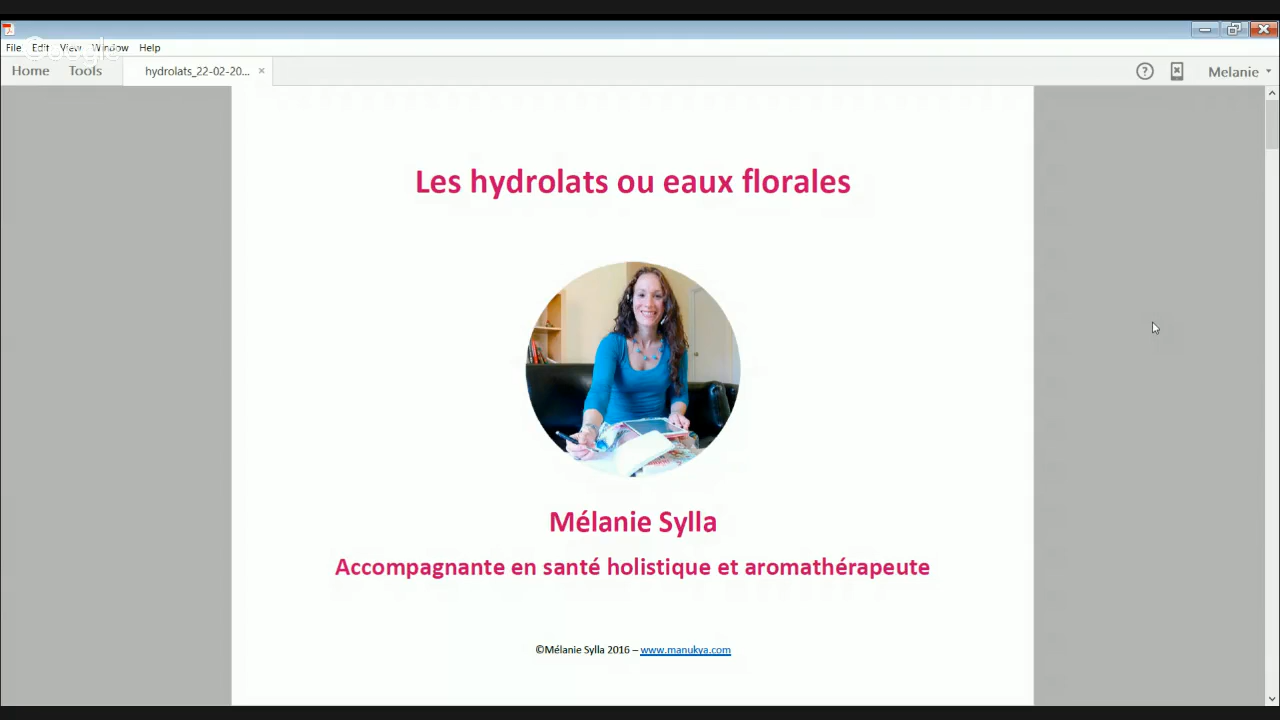 File Edit View Window Help
Home Tools hydrolats_22-02-20... × ? Melanie
Les hydrolats ou eaux florales
Mélanie Sylla
Accompagnante en santé holistique et aromathérapeute
©Mélanie Sylla 2016 – www.manukya.com